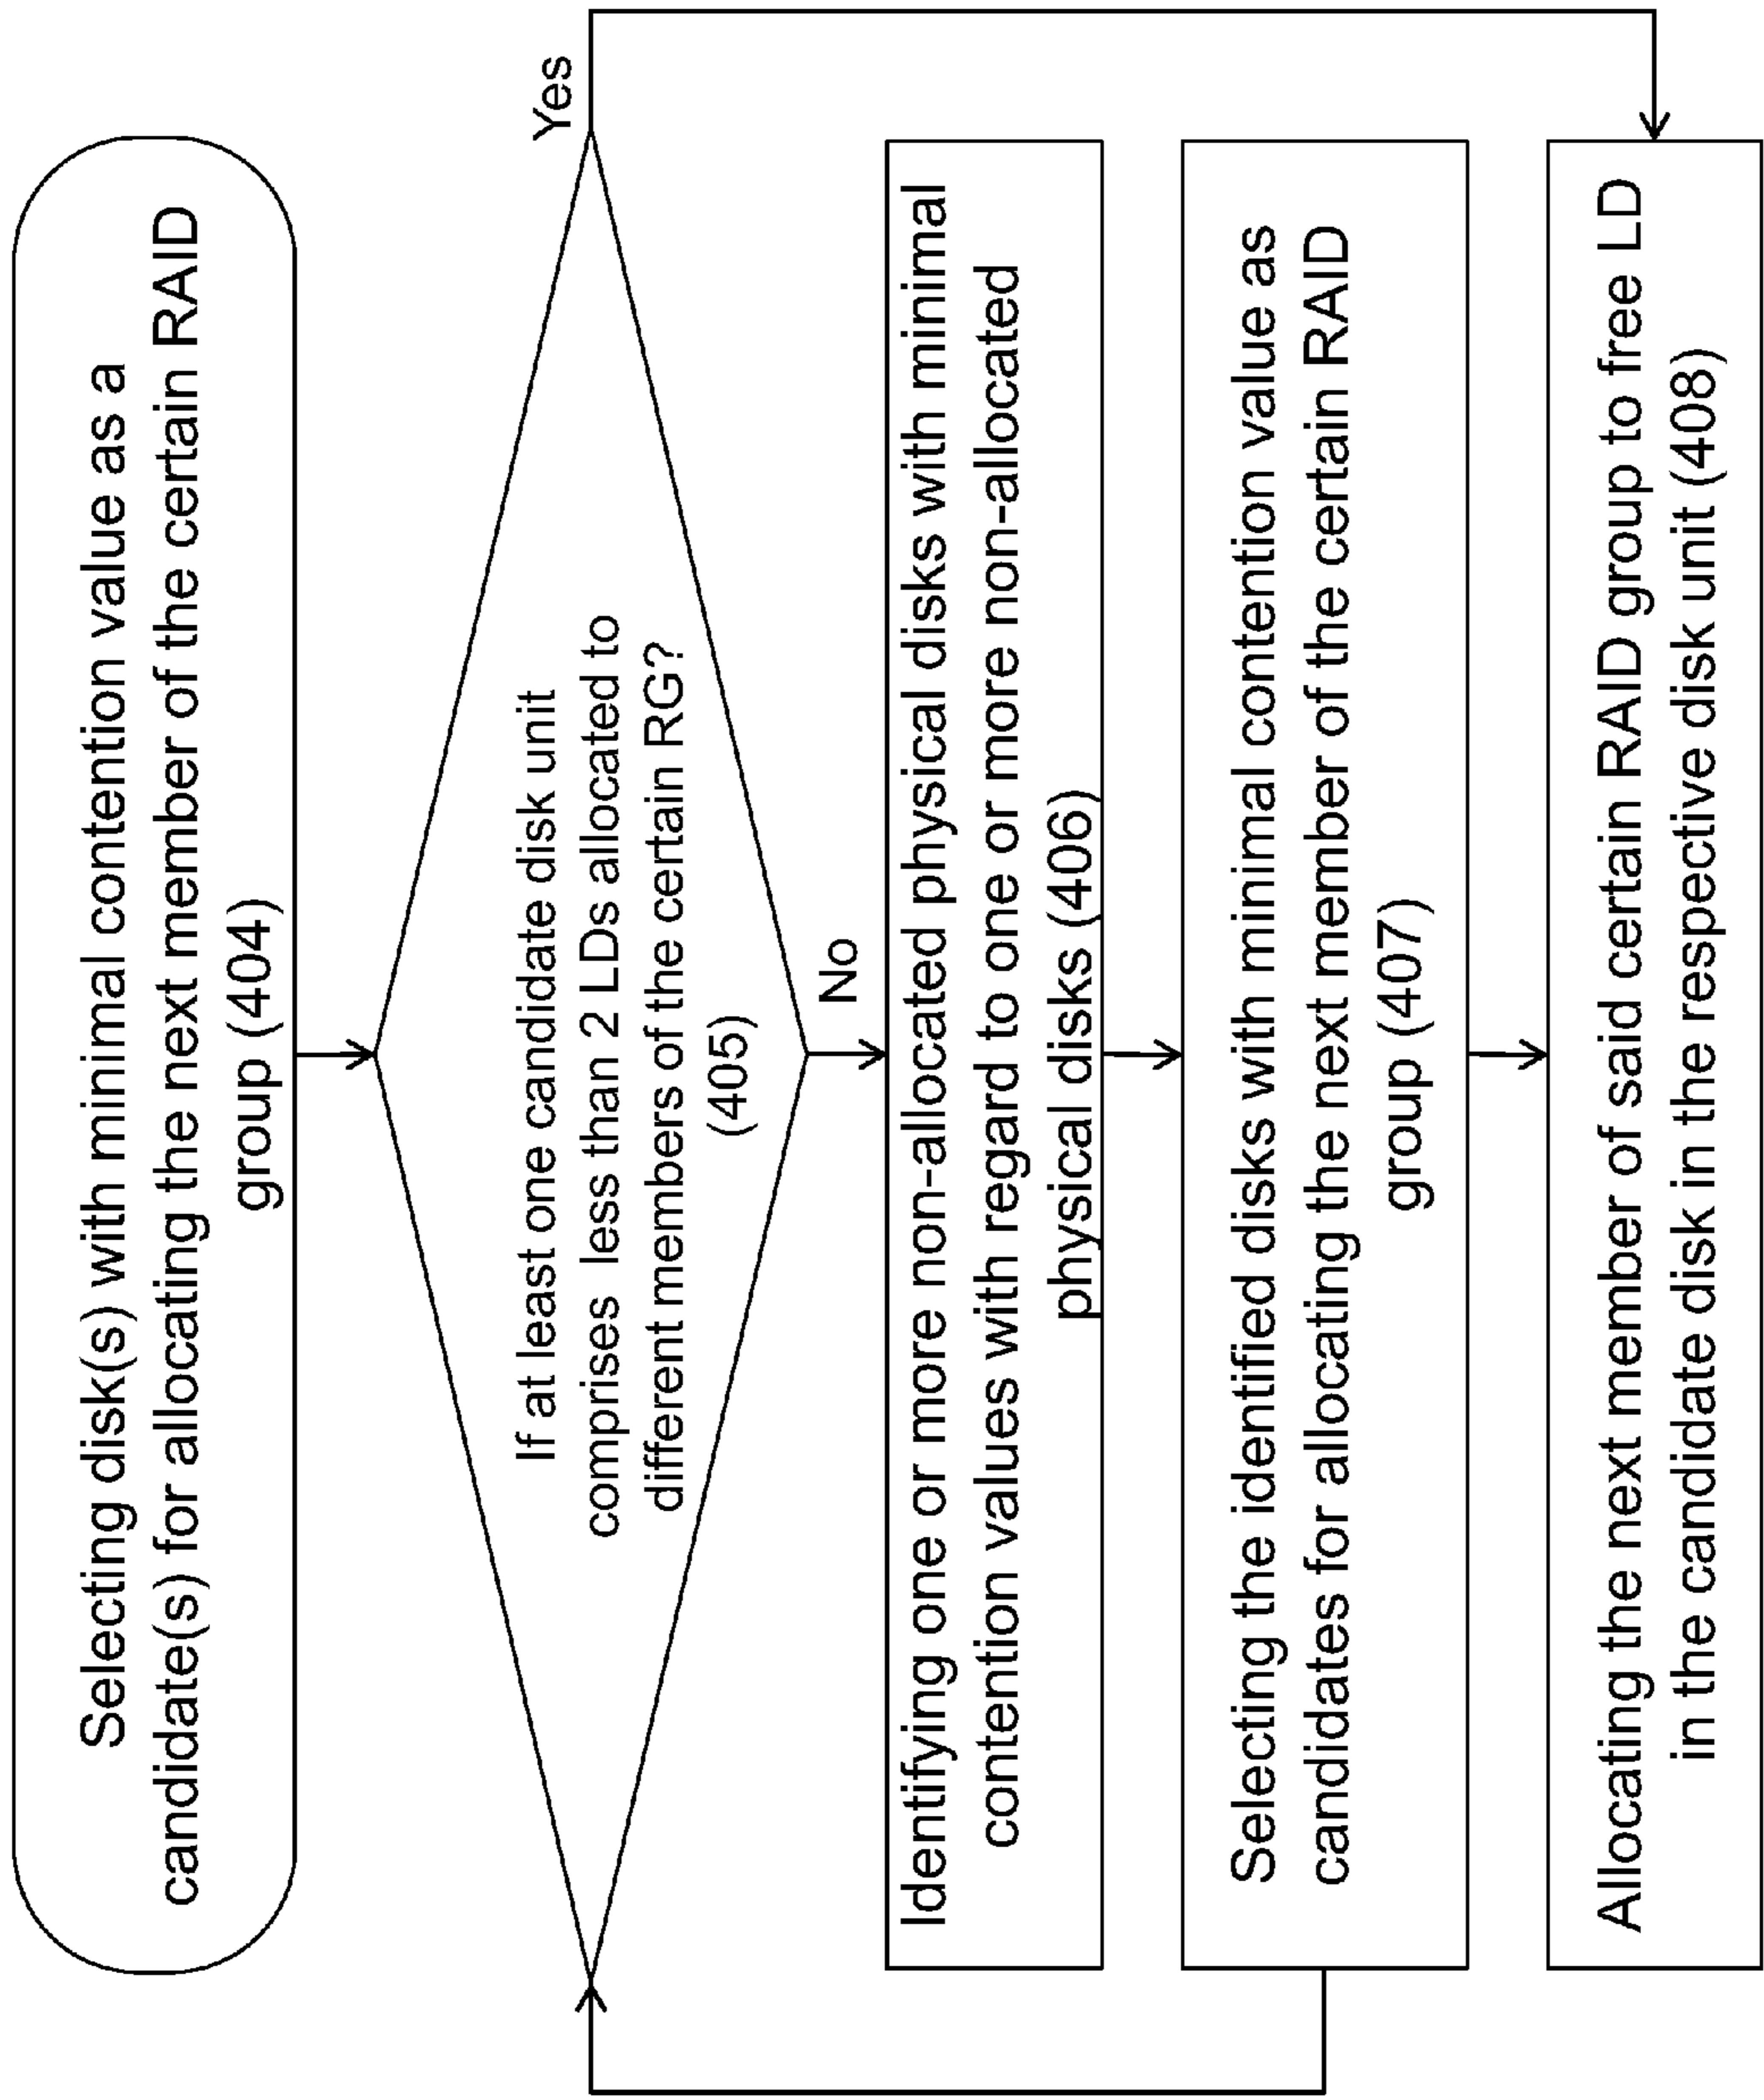 Selecting disk(s) with minimal contention value as a
candidate(s) for allocating the next member of the certain RAID
group (404)
If at least one candidate disk unit
comprises less than 2 LDs allocated to
different members of the certain RG?
(405)
Yes
No
Identifying one or more non-allocated physical disks with minimal
contention values with regard to one or more non-allocated
physical disks (406)
Selecting the identified disks with minimal contention value as
candidates for allocating the next member of the certain RAID
group (407)
Allocating the next member of said certain RAID group to free LD
in the candidate disk in the respective disk unit (408)